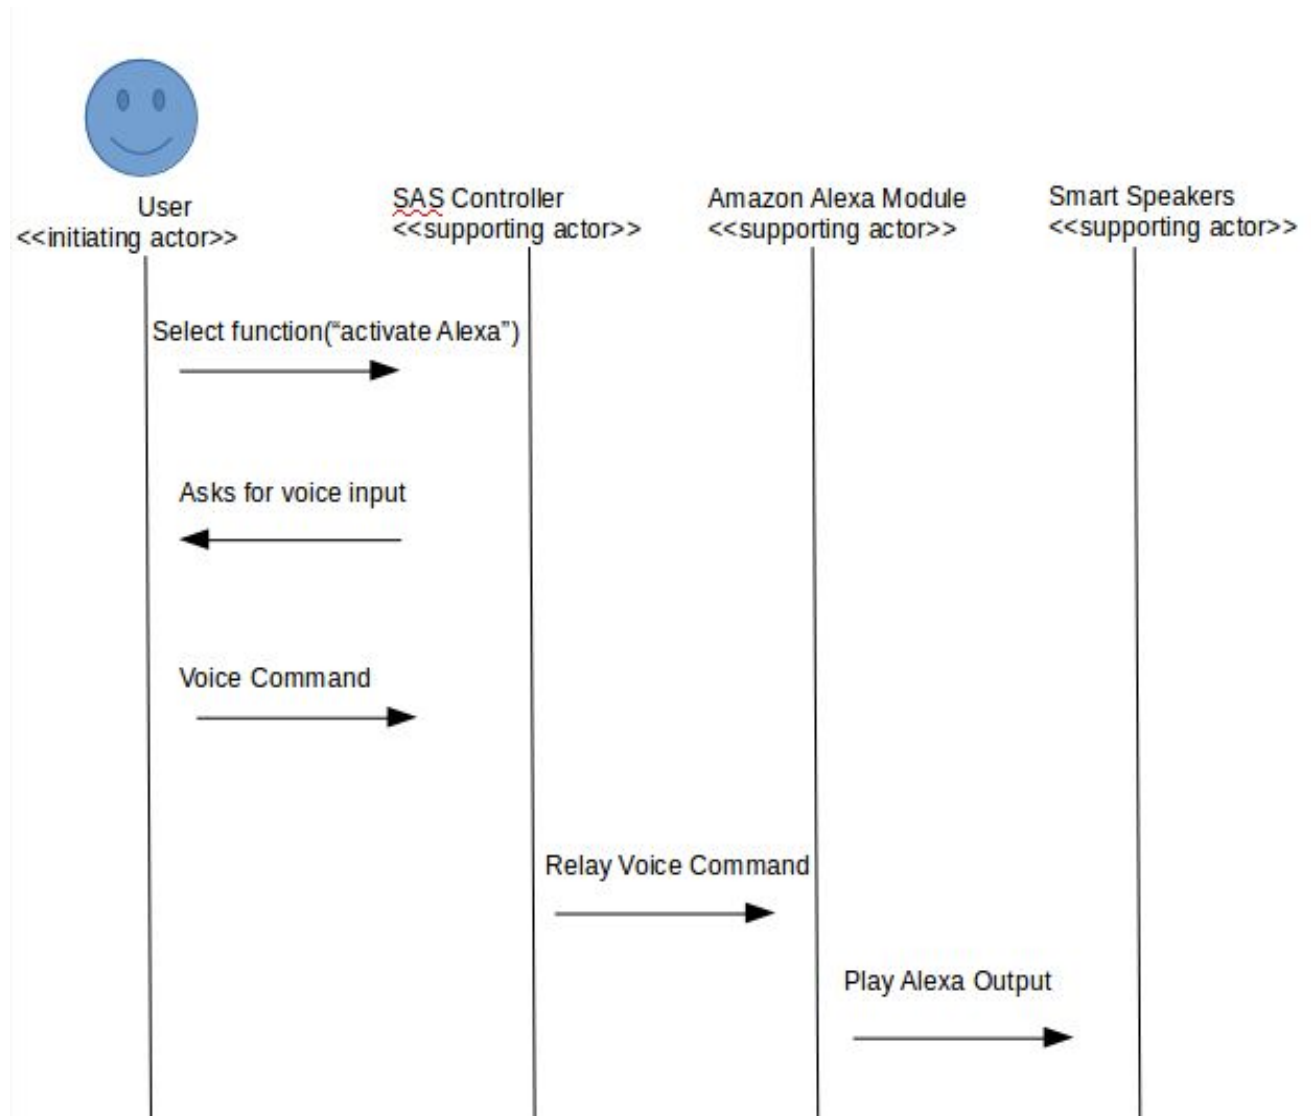 User
<<initiating actor>>
SAS Controller
<<supporting actor>>
Amazon Alexa Module
<<supporting actor>>
Smart Speakers
<<supporting actor>>
Select function(“activate Alexa”)
Asks for voice input
Voice Command
Relay Voice Command
Play Alexa Output